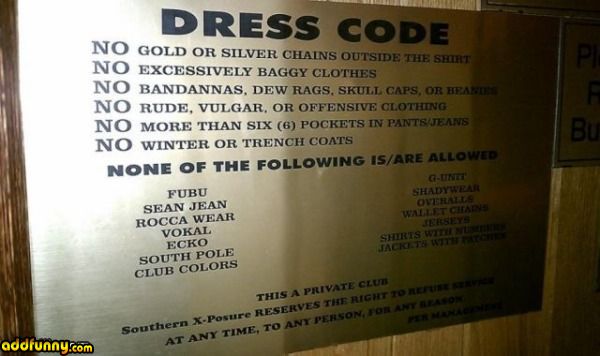 DRESS CODE
NO GOLD OR SILVER CHAINS OUTSIDE THE SHIRT
NO EXCESSIVELY BAGGY CLOTHES
NO BANDANNAS, DEW RAGS, SKULL CAPS, OR BEANIES
NO RUDE, VULGAR, OR OFFENSIVE CLOTHING
NO MORE THAN SIX (6) POCKETS IN PANTS/JEANS
NO WINTER OR TRENCH COATS
NONE OF THE FOLLOWING IS/ARE ALLOWED
FUBU
SEAN JEAN
ROCCA WEAR
VOKAL
ECKO
SOUTH POLE
CLUB COLORS
G-UNIT
SHADYWEAR
OVERALLS
WALLET CHAINS
JERSEYS
SHIRTS WITH NUMBERS
JACKETS WITH PATCHES
THIS A PRIVATE CLUB
Southern X-Posure RESERVES THE RIGHT TO REFUSE SERVICE
AT ANY TIME, TO ANY PERSON, FOR ANY REASON.
PER MANAGEMENT
addfunny.com